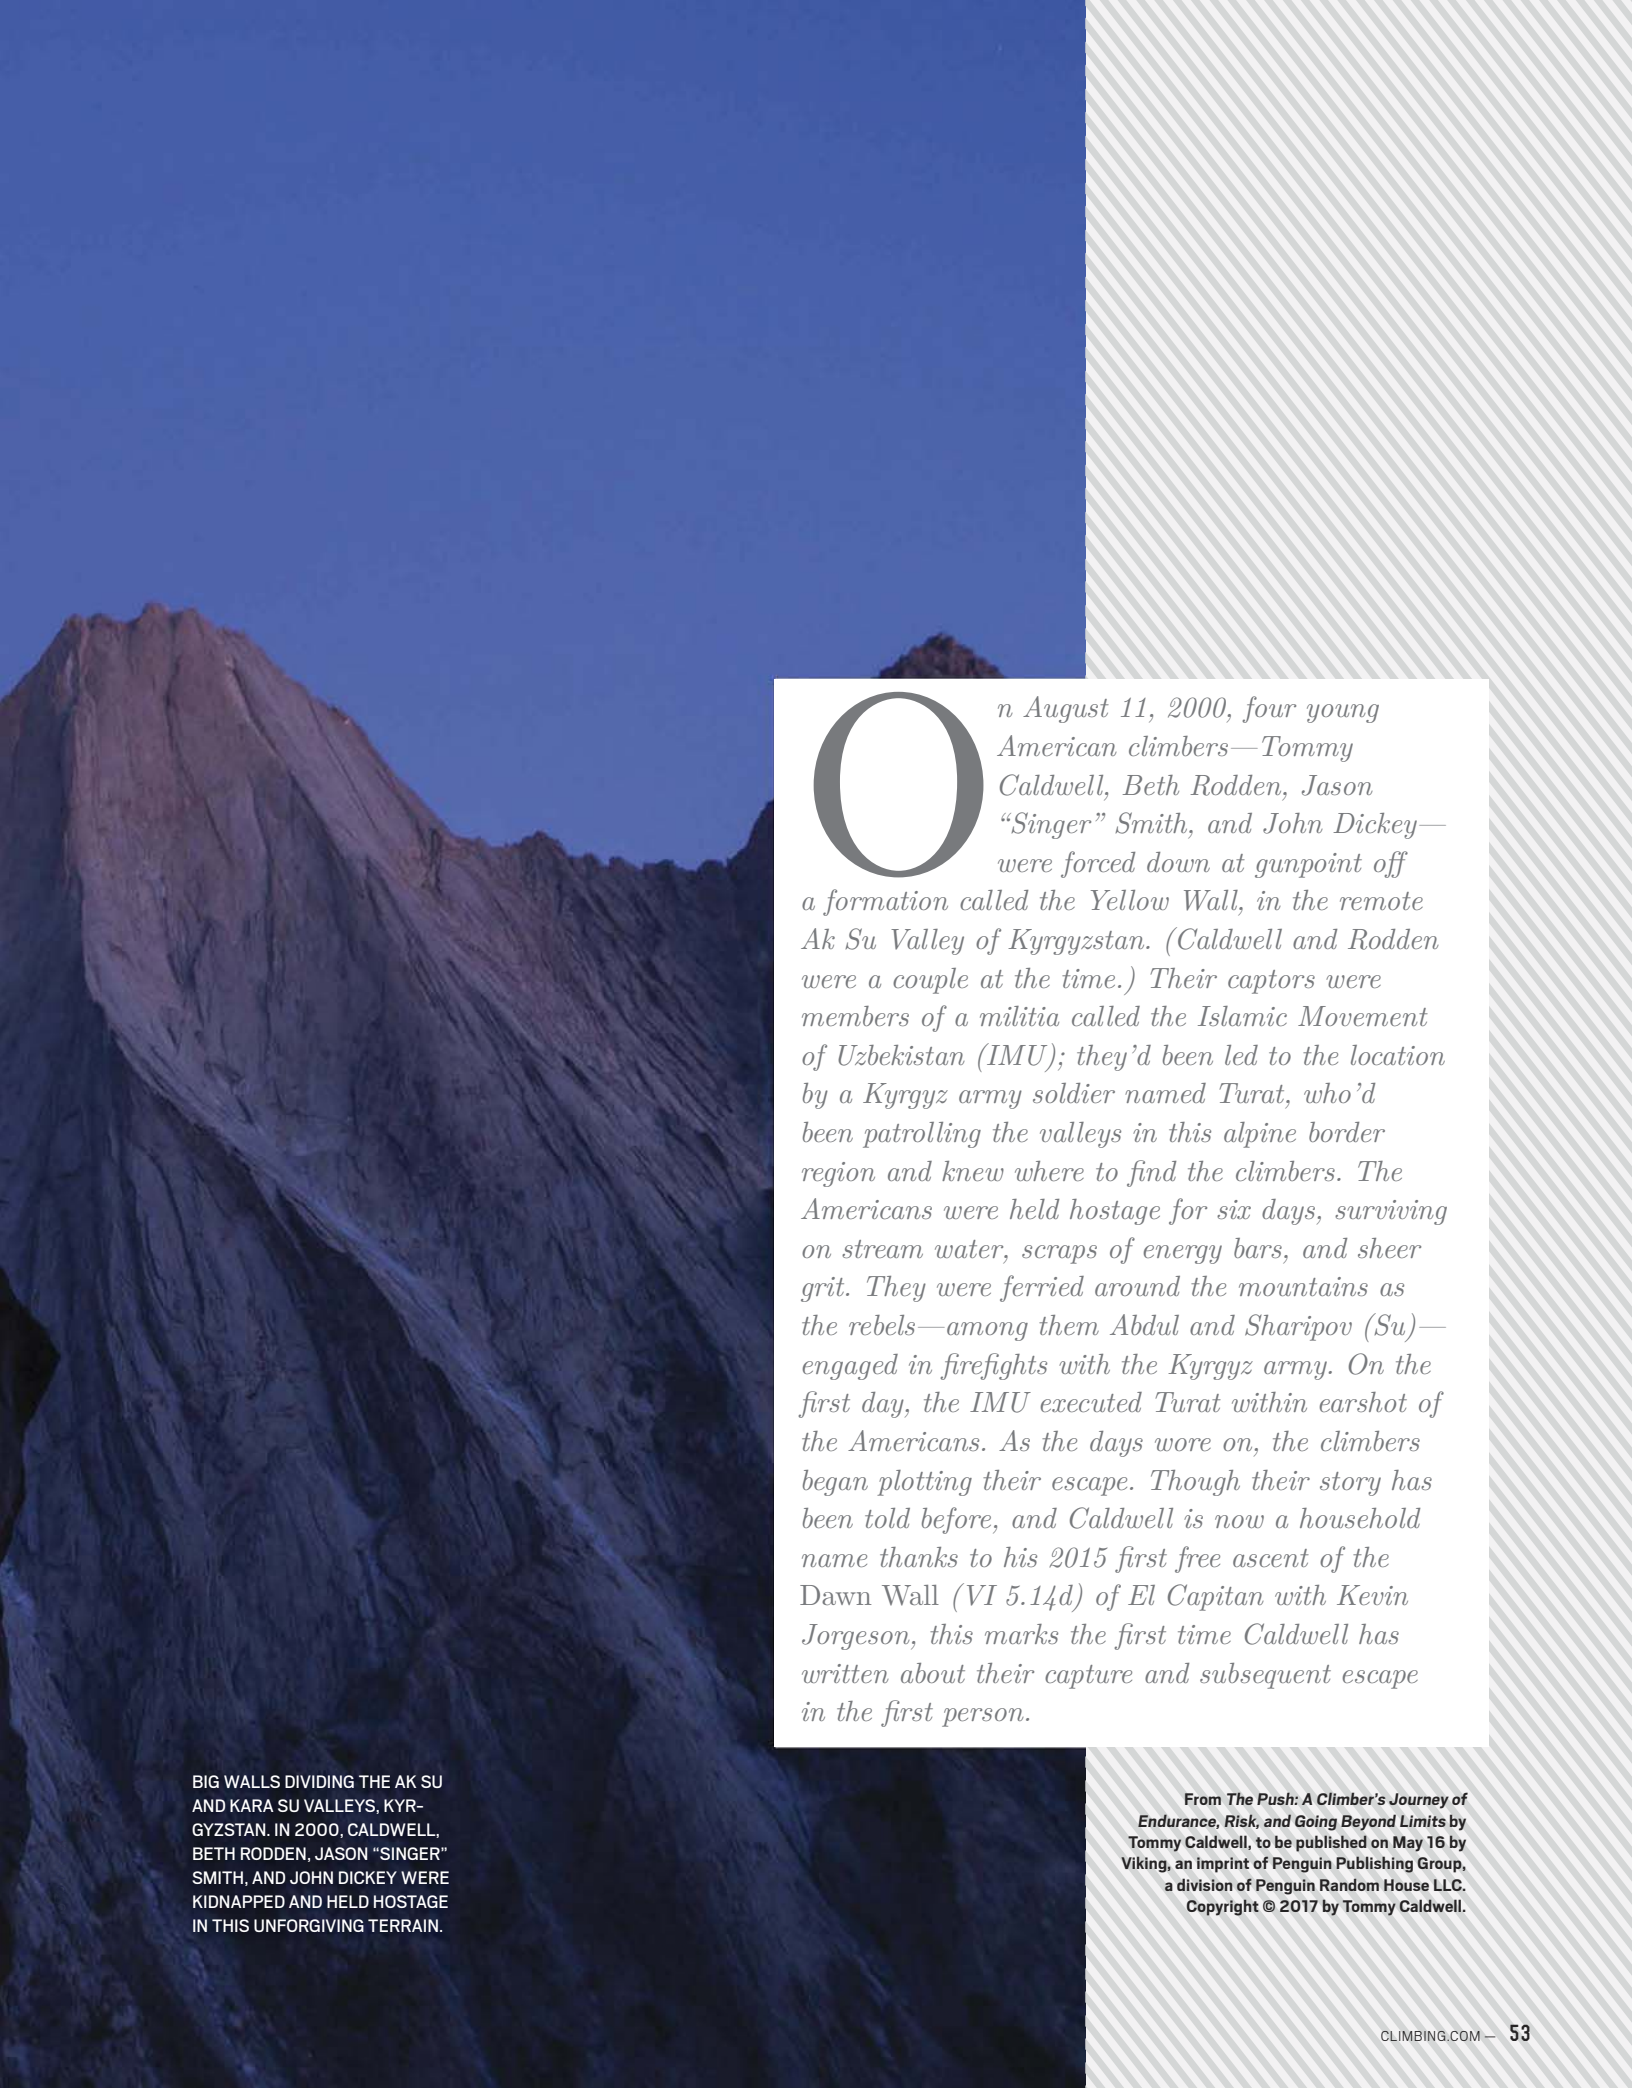 On August 11, 2000, four young
American climbers—Tommy
Caldwell, Beth Rodden, Jason
“Singer” Smith, and John Dickey—
were forced down at gunpoint off
a formation called the Yellow Wall, in the remote
Ak Su Valley of Kyrgyzstan. (Caldwell and Rodden
were a couple at the time.) Their captors were
members of a militia called the Islamic Movement
of Uzbekistan (IMU); they’d been led to the location
by a Kyrgyz army soldier named Turat, who’d
been patrolling the valleys in this alpine border
region and knew where to find the climbers. The
Americans were held hostage for six days, surviving
on stream water, scraps of energy bars, and sheer
grit. They were ferried around the mountains as
the rebels—among them Abdul and Sharipov (Su)—
engaged in firefights with the Kyrgyz army. On the
first day, the IMU executed Turat within earshot of
the Americans. As the days wore on, the climbers
began plotting their escape. Though their story has
been told before, and Caldwell is now a household
name thanks to his 2015 first free ascent of the
Dawn Wall (VI 5.14d) of El Capitan with Kevin
Jorgeson, this marks the first time Caldwell has
written about their capture and subsequent escape
in the first person.
BIG WALLS DIVIDING THE AK SU
AND KARA SU VALLEYS, KYR-
GYZSTAN. IN 2000, CALDWELL,
BETH RODDEN, JASON “SINGER”
SMITH, AND JOHN DICKEY WERE
KIDNAPPED AND HELD HOSTAGE
IN THIS UNFORGIVING TERRAIN.
From The Push: A Climber’s Journey of
Endurance, Risk, and Going Beyond Limits by
Tommy Caldwell, to be published on May 16 by
Viking, an imprint of Penguin Publishing Group,
a division of Penguin Random House LLC.
Copyright © 2017 by Tommy Caldwell.
CLIMBING.COM — 53